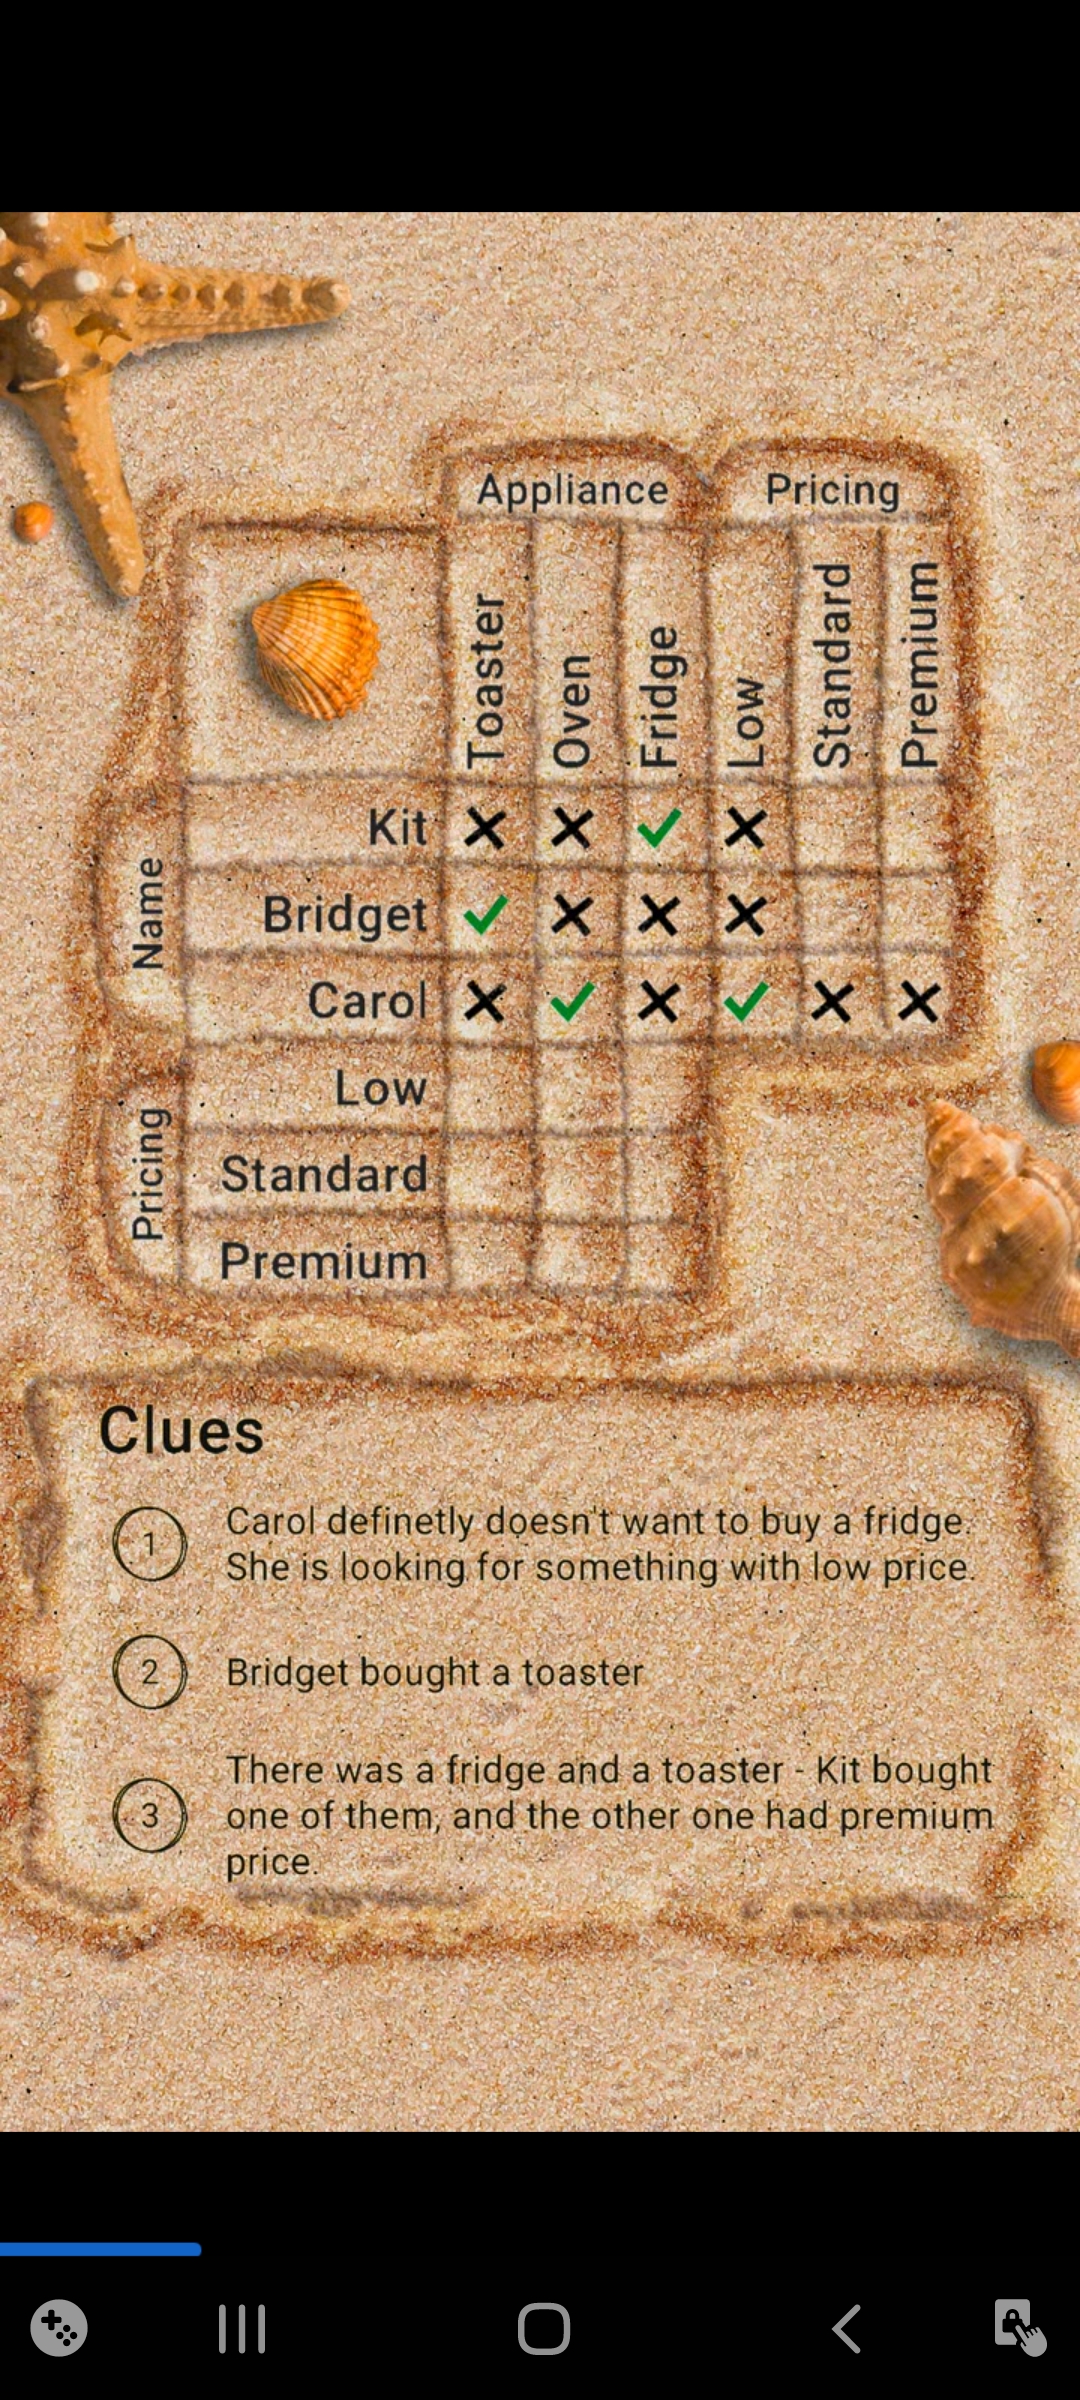 Appliance Pricing
Toaster Oven Fridge Low Standard Premium
Name
Kit
Bridget
Carol
Pricing
Low
Standard
Premium
Clues
1 Carol definetly doesn't want to buy a fridge.
She is looking for something with low price.
2 Bridget bought a toaster
3 There was a fridge and a toaster - Kit bought
one of them, and the other one had premium
price.